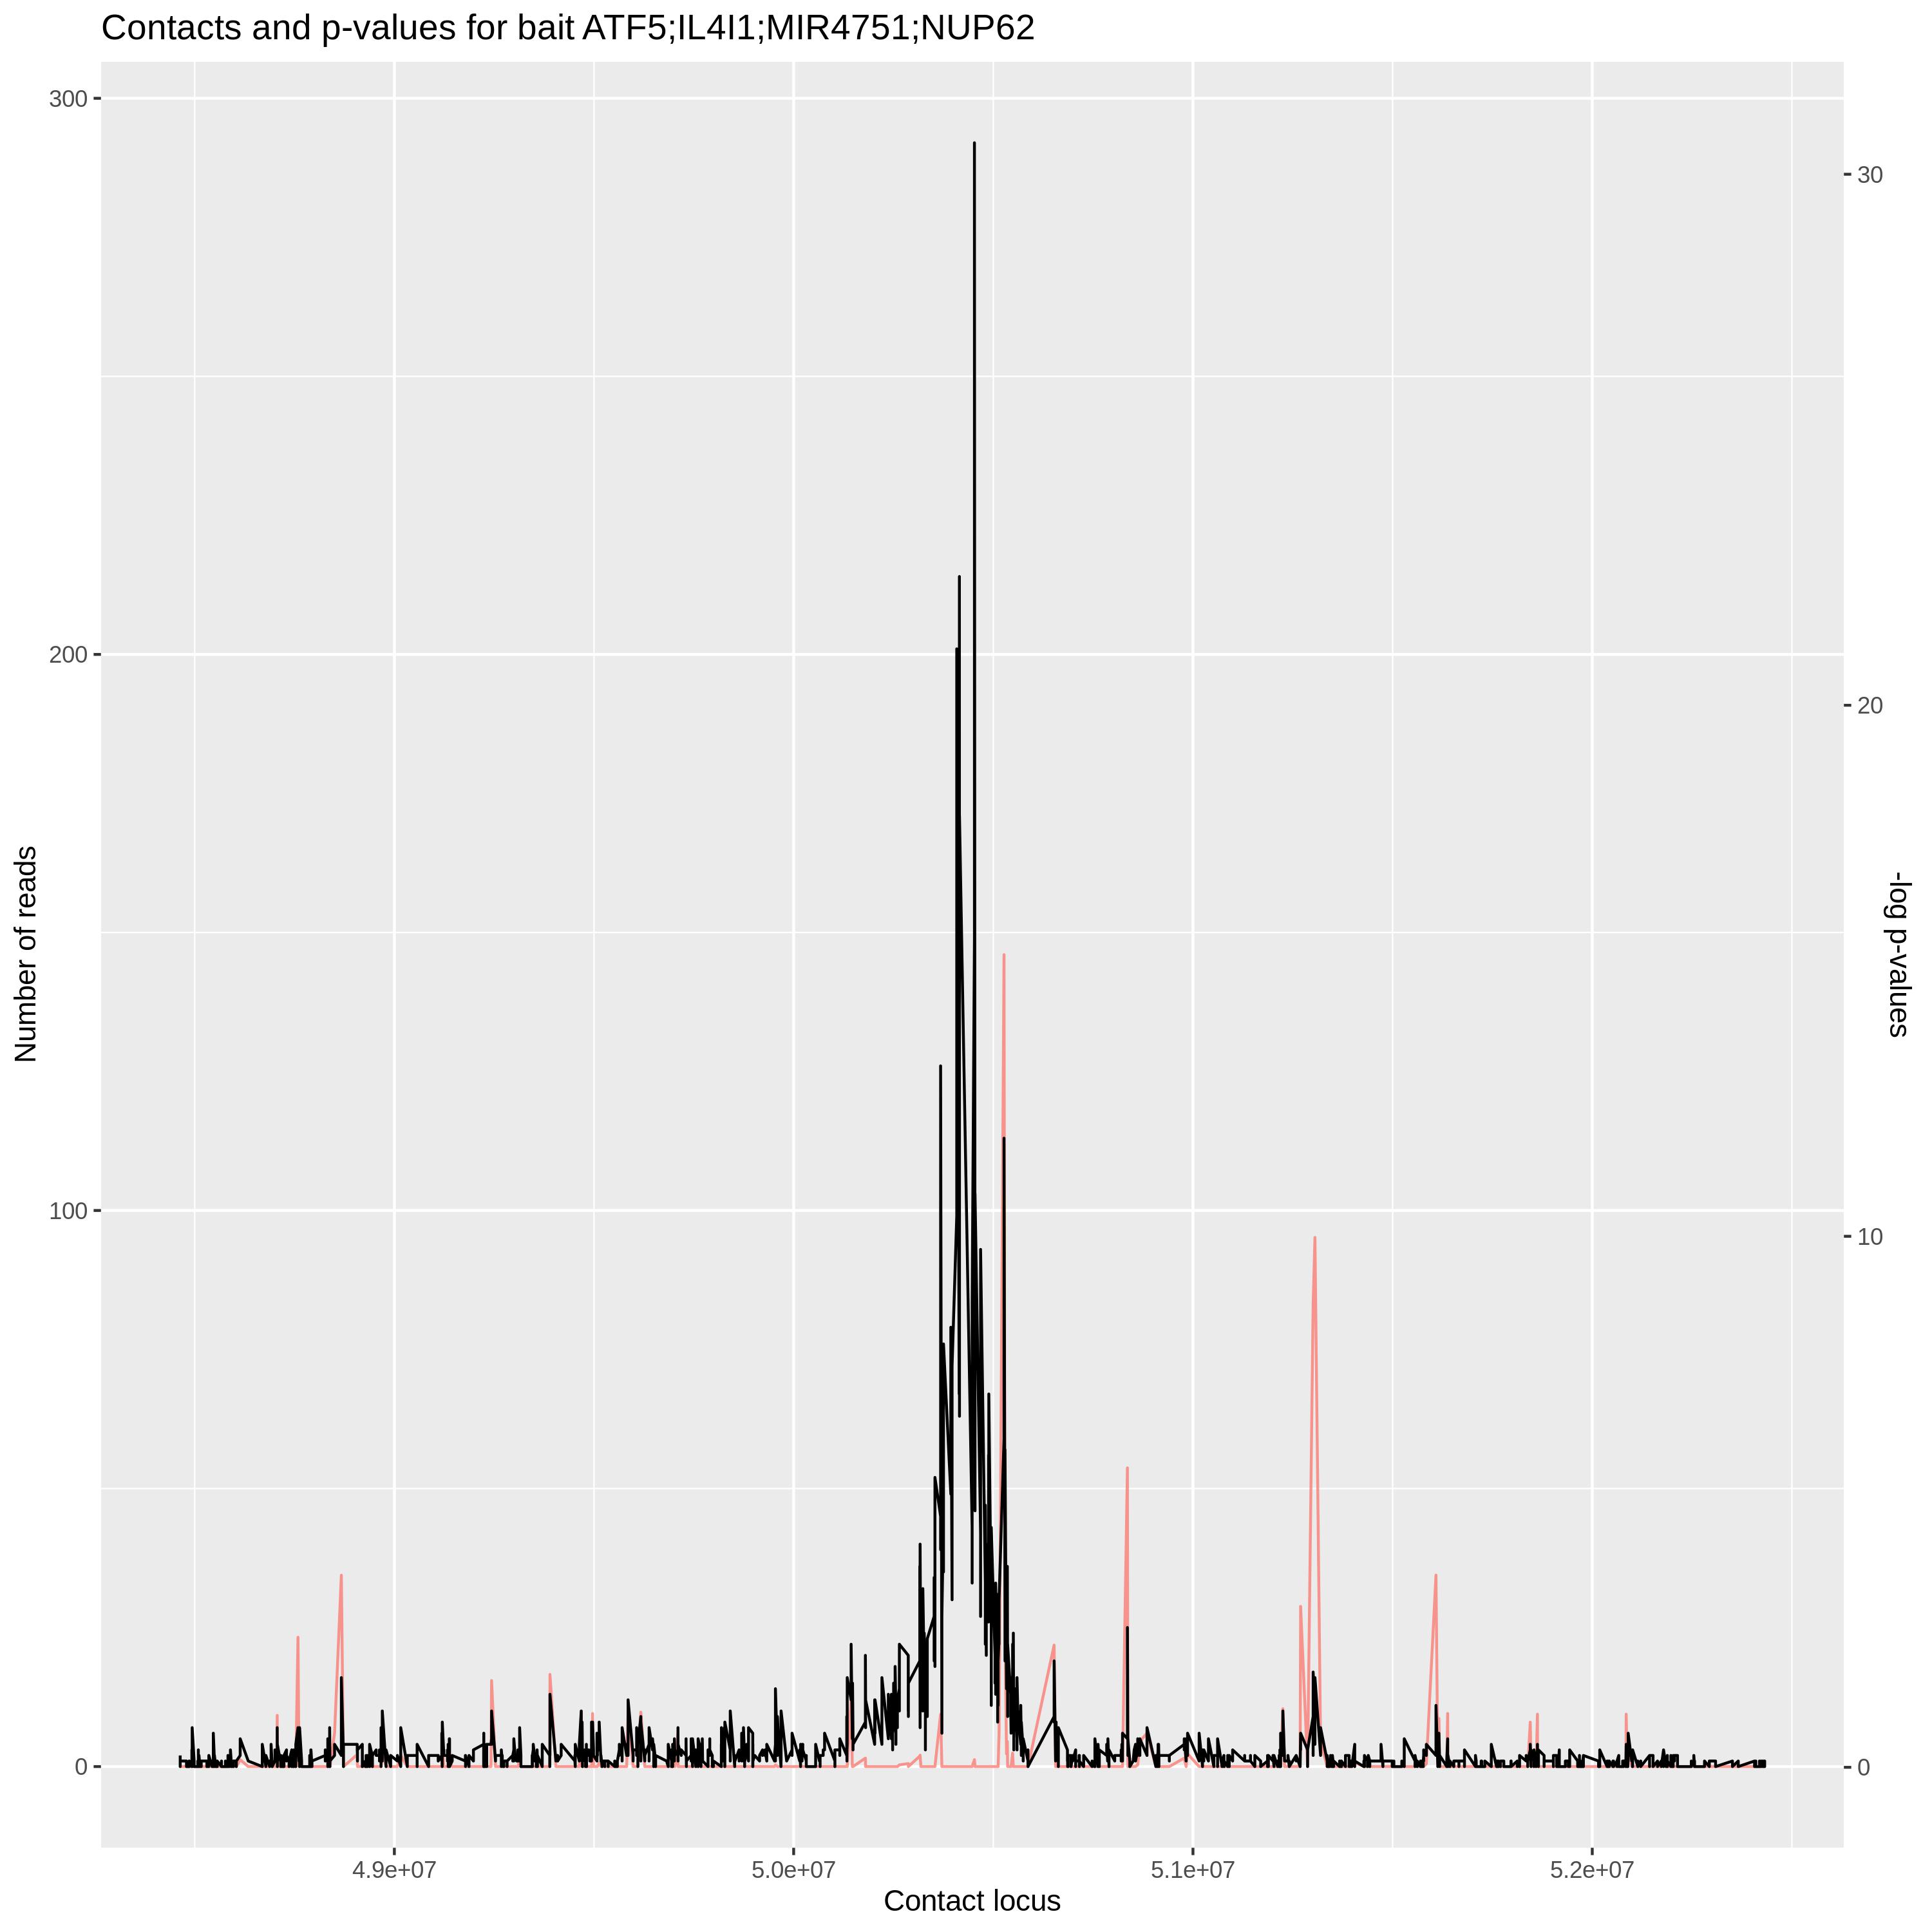 Contacts and p-values for bait ATF5;IL4I1;MIR4751;NUP62
300
200
100
0
Number of reads
30
20
10
0
-log p-values
4.9e+07
5.0e+07
5.1e+07
5.2e+07
Contact locus